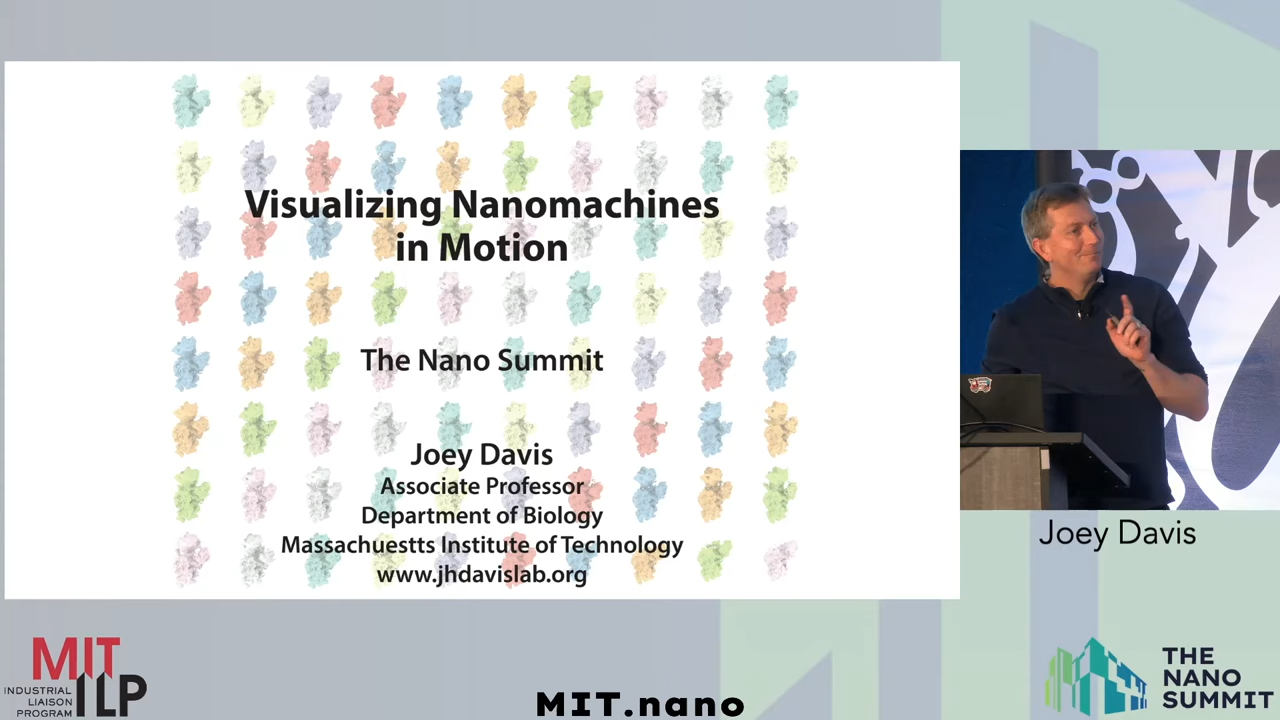 Visualizing Nanomachines
in Motion
The Nano Summit
Joey Davis
Associate Professor
Department of Biology
Massachuestts Institute of Technology
www.jhdavislab.org
Joey Davis
MIT
ILP
INDUSTRIAL
LIAISON
PROGRAM
MIT.nano
THE
NANO
SUMMIT